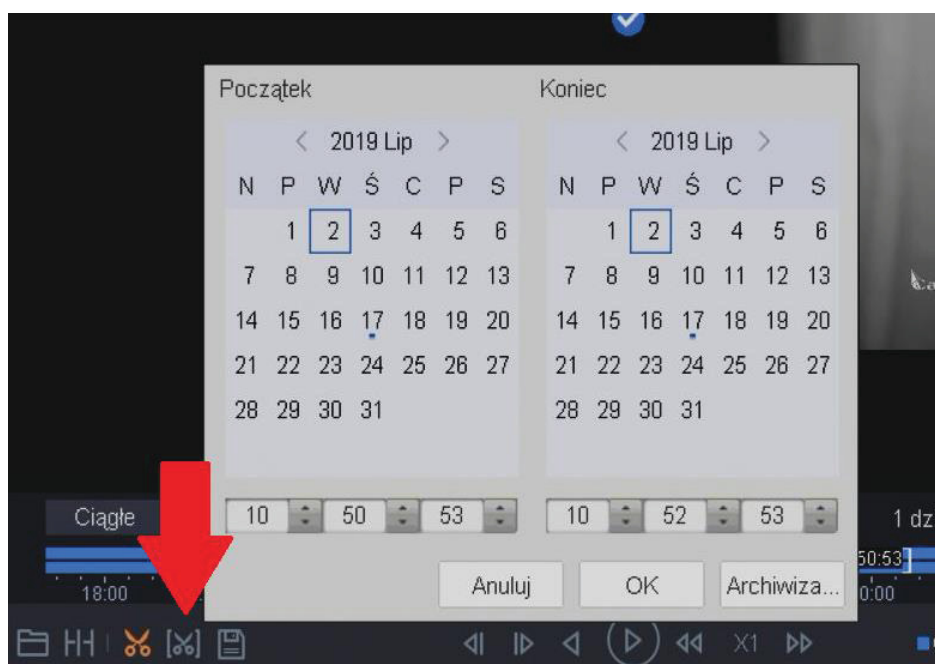 Początek
Koniec
< 2019 Lip >
N P W Ś C P S
1 2 3 4 5 6
7 8 9 10 11 12 13
14 15 16 17 18 19 20
21 22 23 24 25 26 27
28 29 30 31
< 2019 Lip >
N P W Ś C P S
1 2 3 4 5 6
7 8 9 10 11 12 13
14 15 16 17 18 19 20
21 22 23 24 25 26 27
28 29 30 31
10 50 53
10 52 53
Ciągłe
1 dz
50:53
18:00
0:00
Anuluj
OK
Archiwiza...
X1